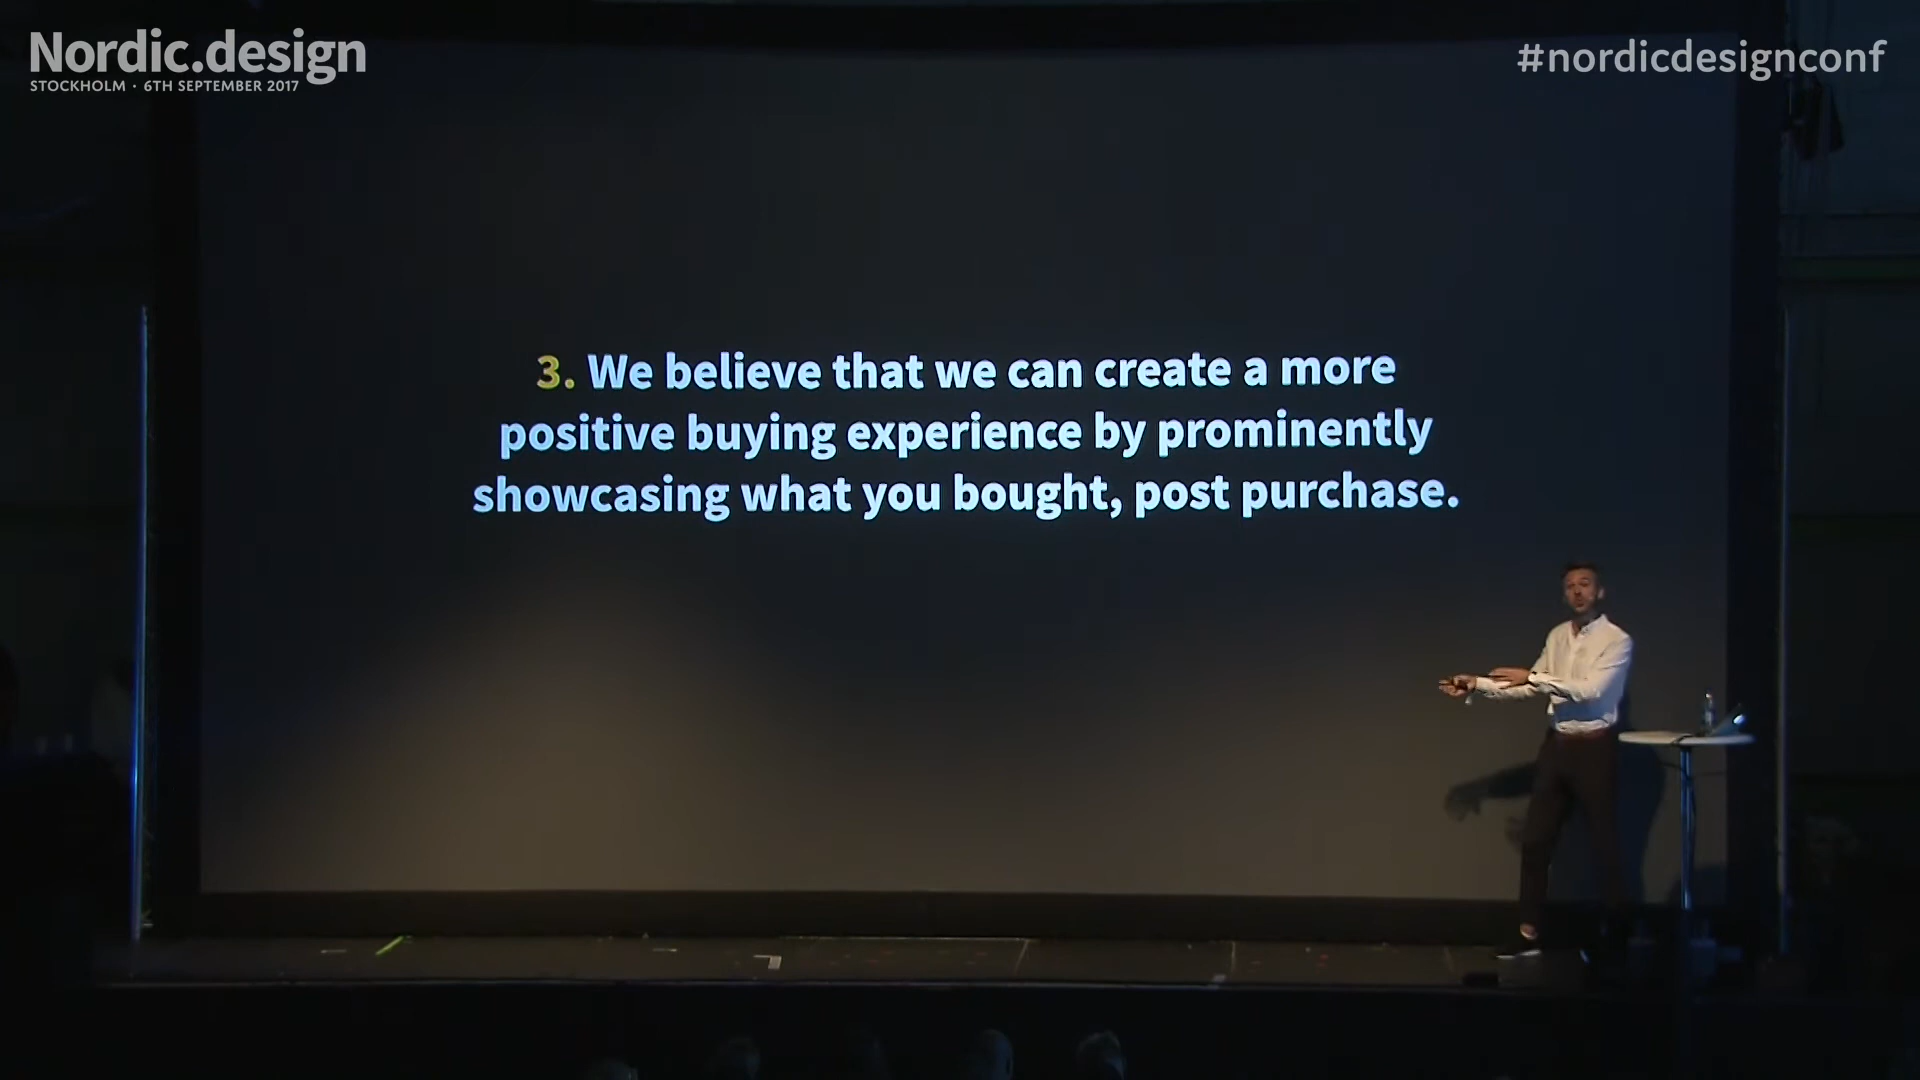 Nordic.design
STOCKHOLM · 6TH SEPTEMBER 2017
#nordicdesignconf
3. We believe that we can create a more
positive buying experience by prominently
showcasing what you bought, post purchase.